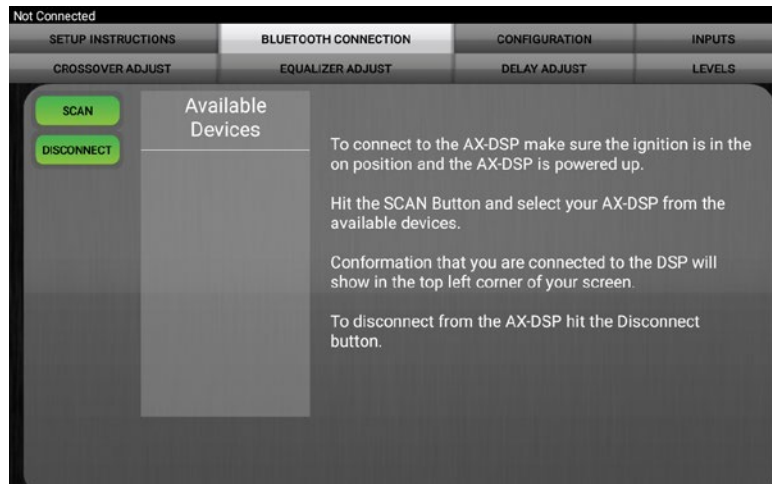 Not Connected
SETUP INSTRUCTIONS BLUETOOTH CONNECTION CONFIGURATION INPUTS
CROSSOVER ADJUST EQUALIZER ADJUST DELAY ADJUST LEVELS
SCAN
DISCONNECT
Available
Devices
To connect to the AX-DSP make sure the ignition is in the
on position and the AX-DSP is powered up.
Hit the SCAN Button and select your AX-DSP from the
available devices.
Conformation that you are connected to the DSP will
show in the top left corner of your screen.
To disconnect from the AX-DSP hit the Disconnect
button.